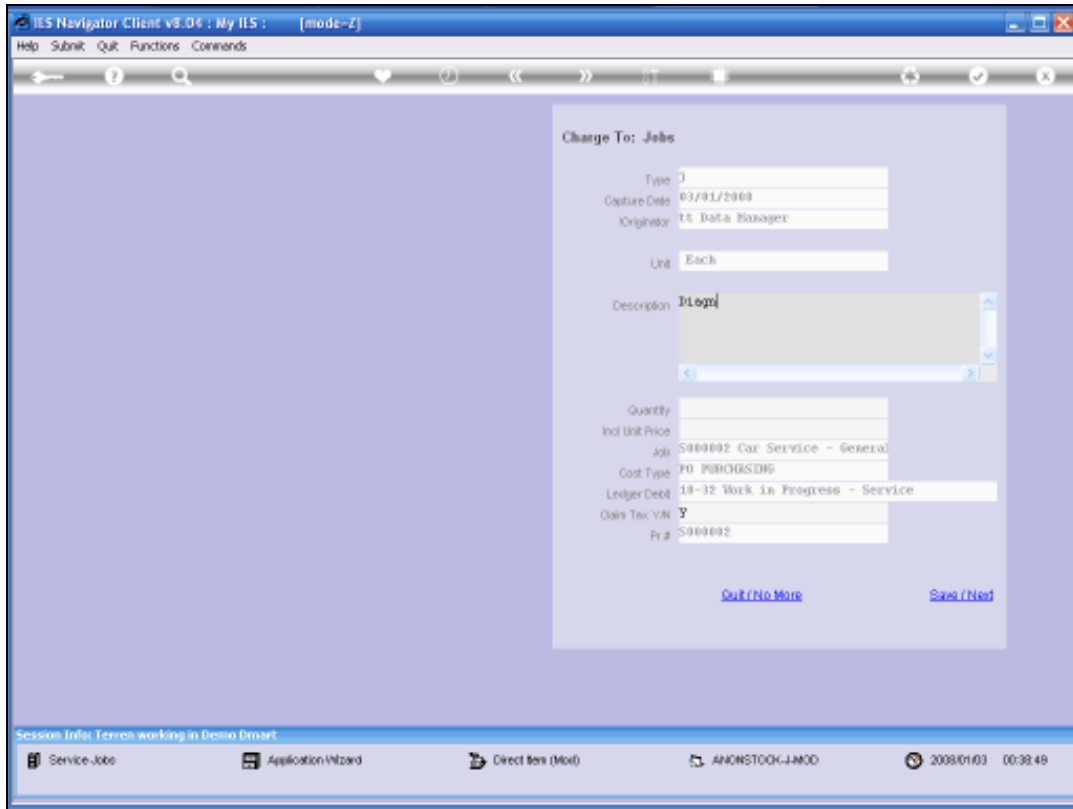 IES Navigator Client v8.04 : My IES : [mode=Z]
Help Submit Quit Functions Commands
Charge To: Jobs
Type J
Capture Date 03/01/2008
!Originator tt Data Manager
Unit Each
Description Diagn
Quantity
Incl Unit Price
Job S000002 Car Service - General
Cost Type PO PURCHASING
Ledger Debit 18-32 Work in Progress - Service
Claim Tax Y/N Y
Pr # S000002
Quit / No More Save / Next
Session Info: Terren working in Demo Dmart
Service Jobs Application Wizard Direct Item (Mod) ANONSTOCK-J-MOD 2008/01/03 00:38:49